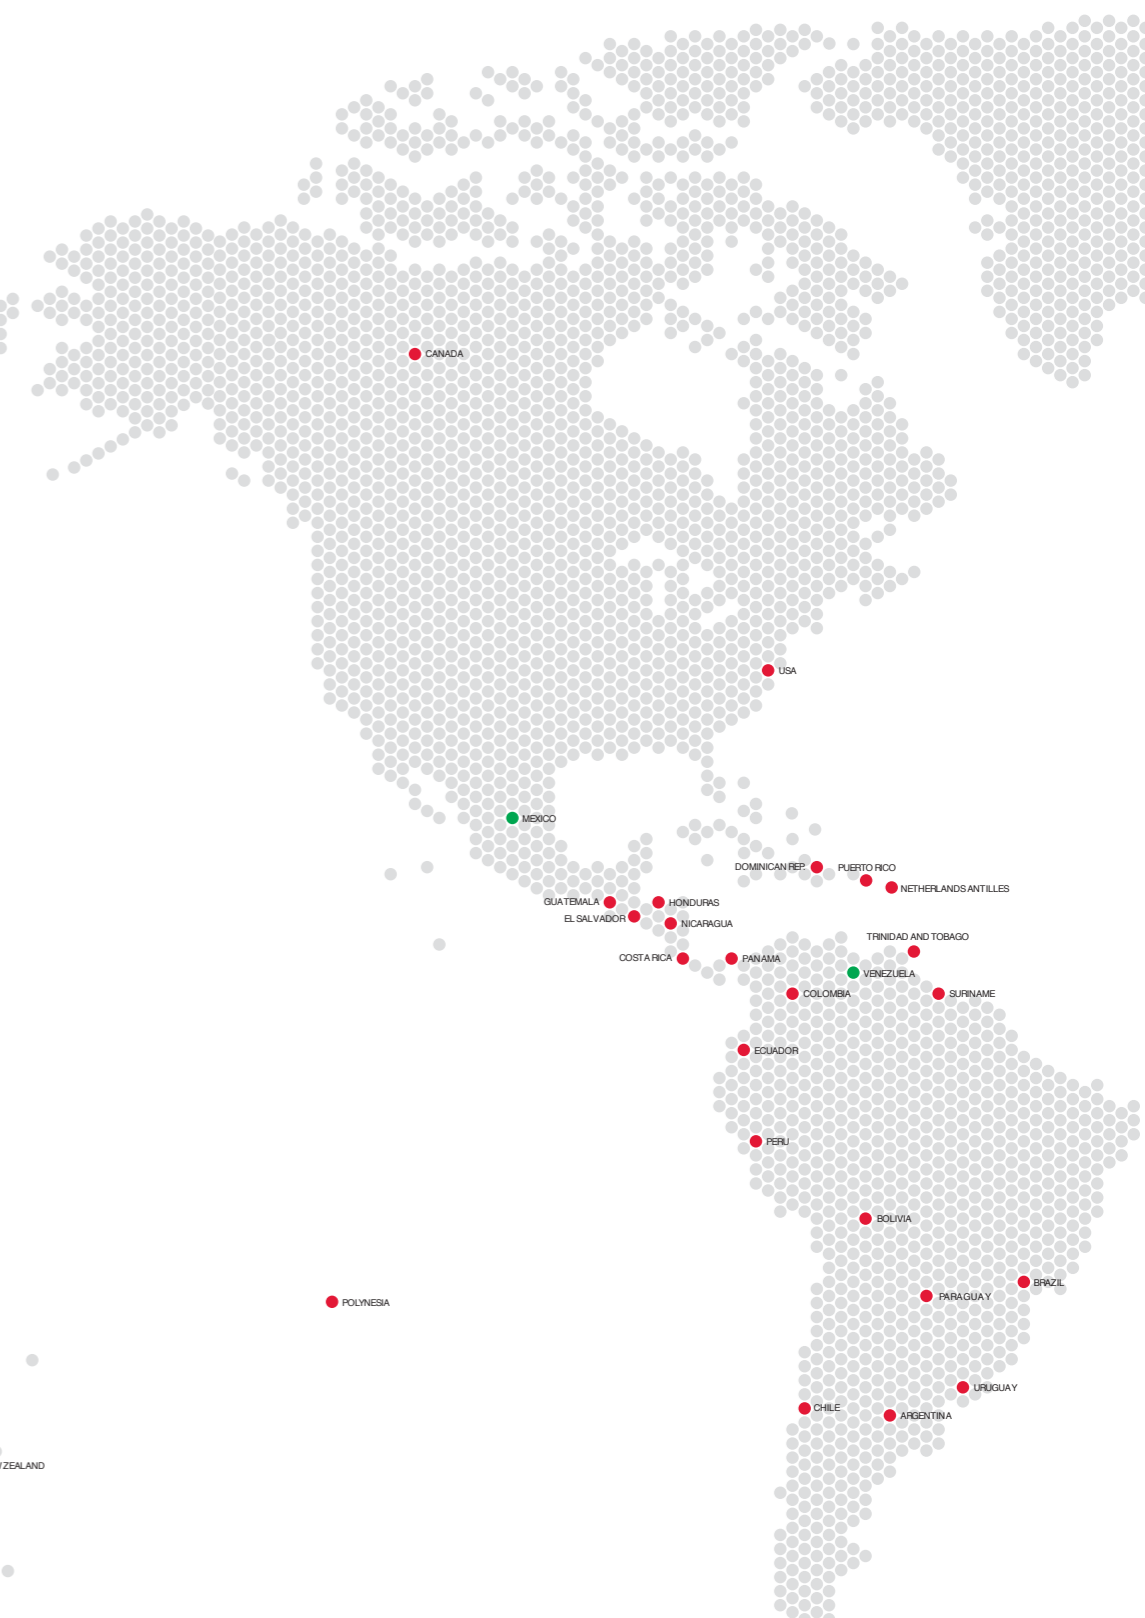 CANADA
USA
MEXICO
DOMINICAN REP.
PUERTO RICO
NETHERLANDS ANTILLES
GUATEMALA
HONDURAS
EL SALVADOR
NICARAGUA
TRINIDAD AND TOBAGO
COSTA RICA
PANAMA
VENEZUELA
COLOMBIA
SURINAME
ECUADOR
PERU
BOLIVIA
BRAZIL
PARAGUAY
POLYNESIA
URUGUAY
CHILE
ARGENTINA
ZEALAND